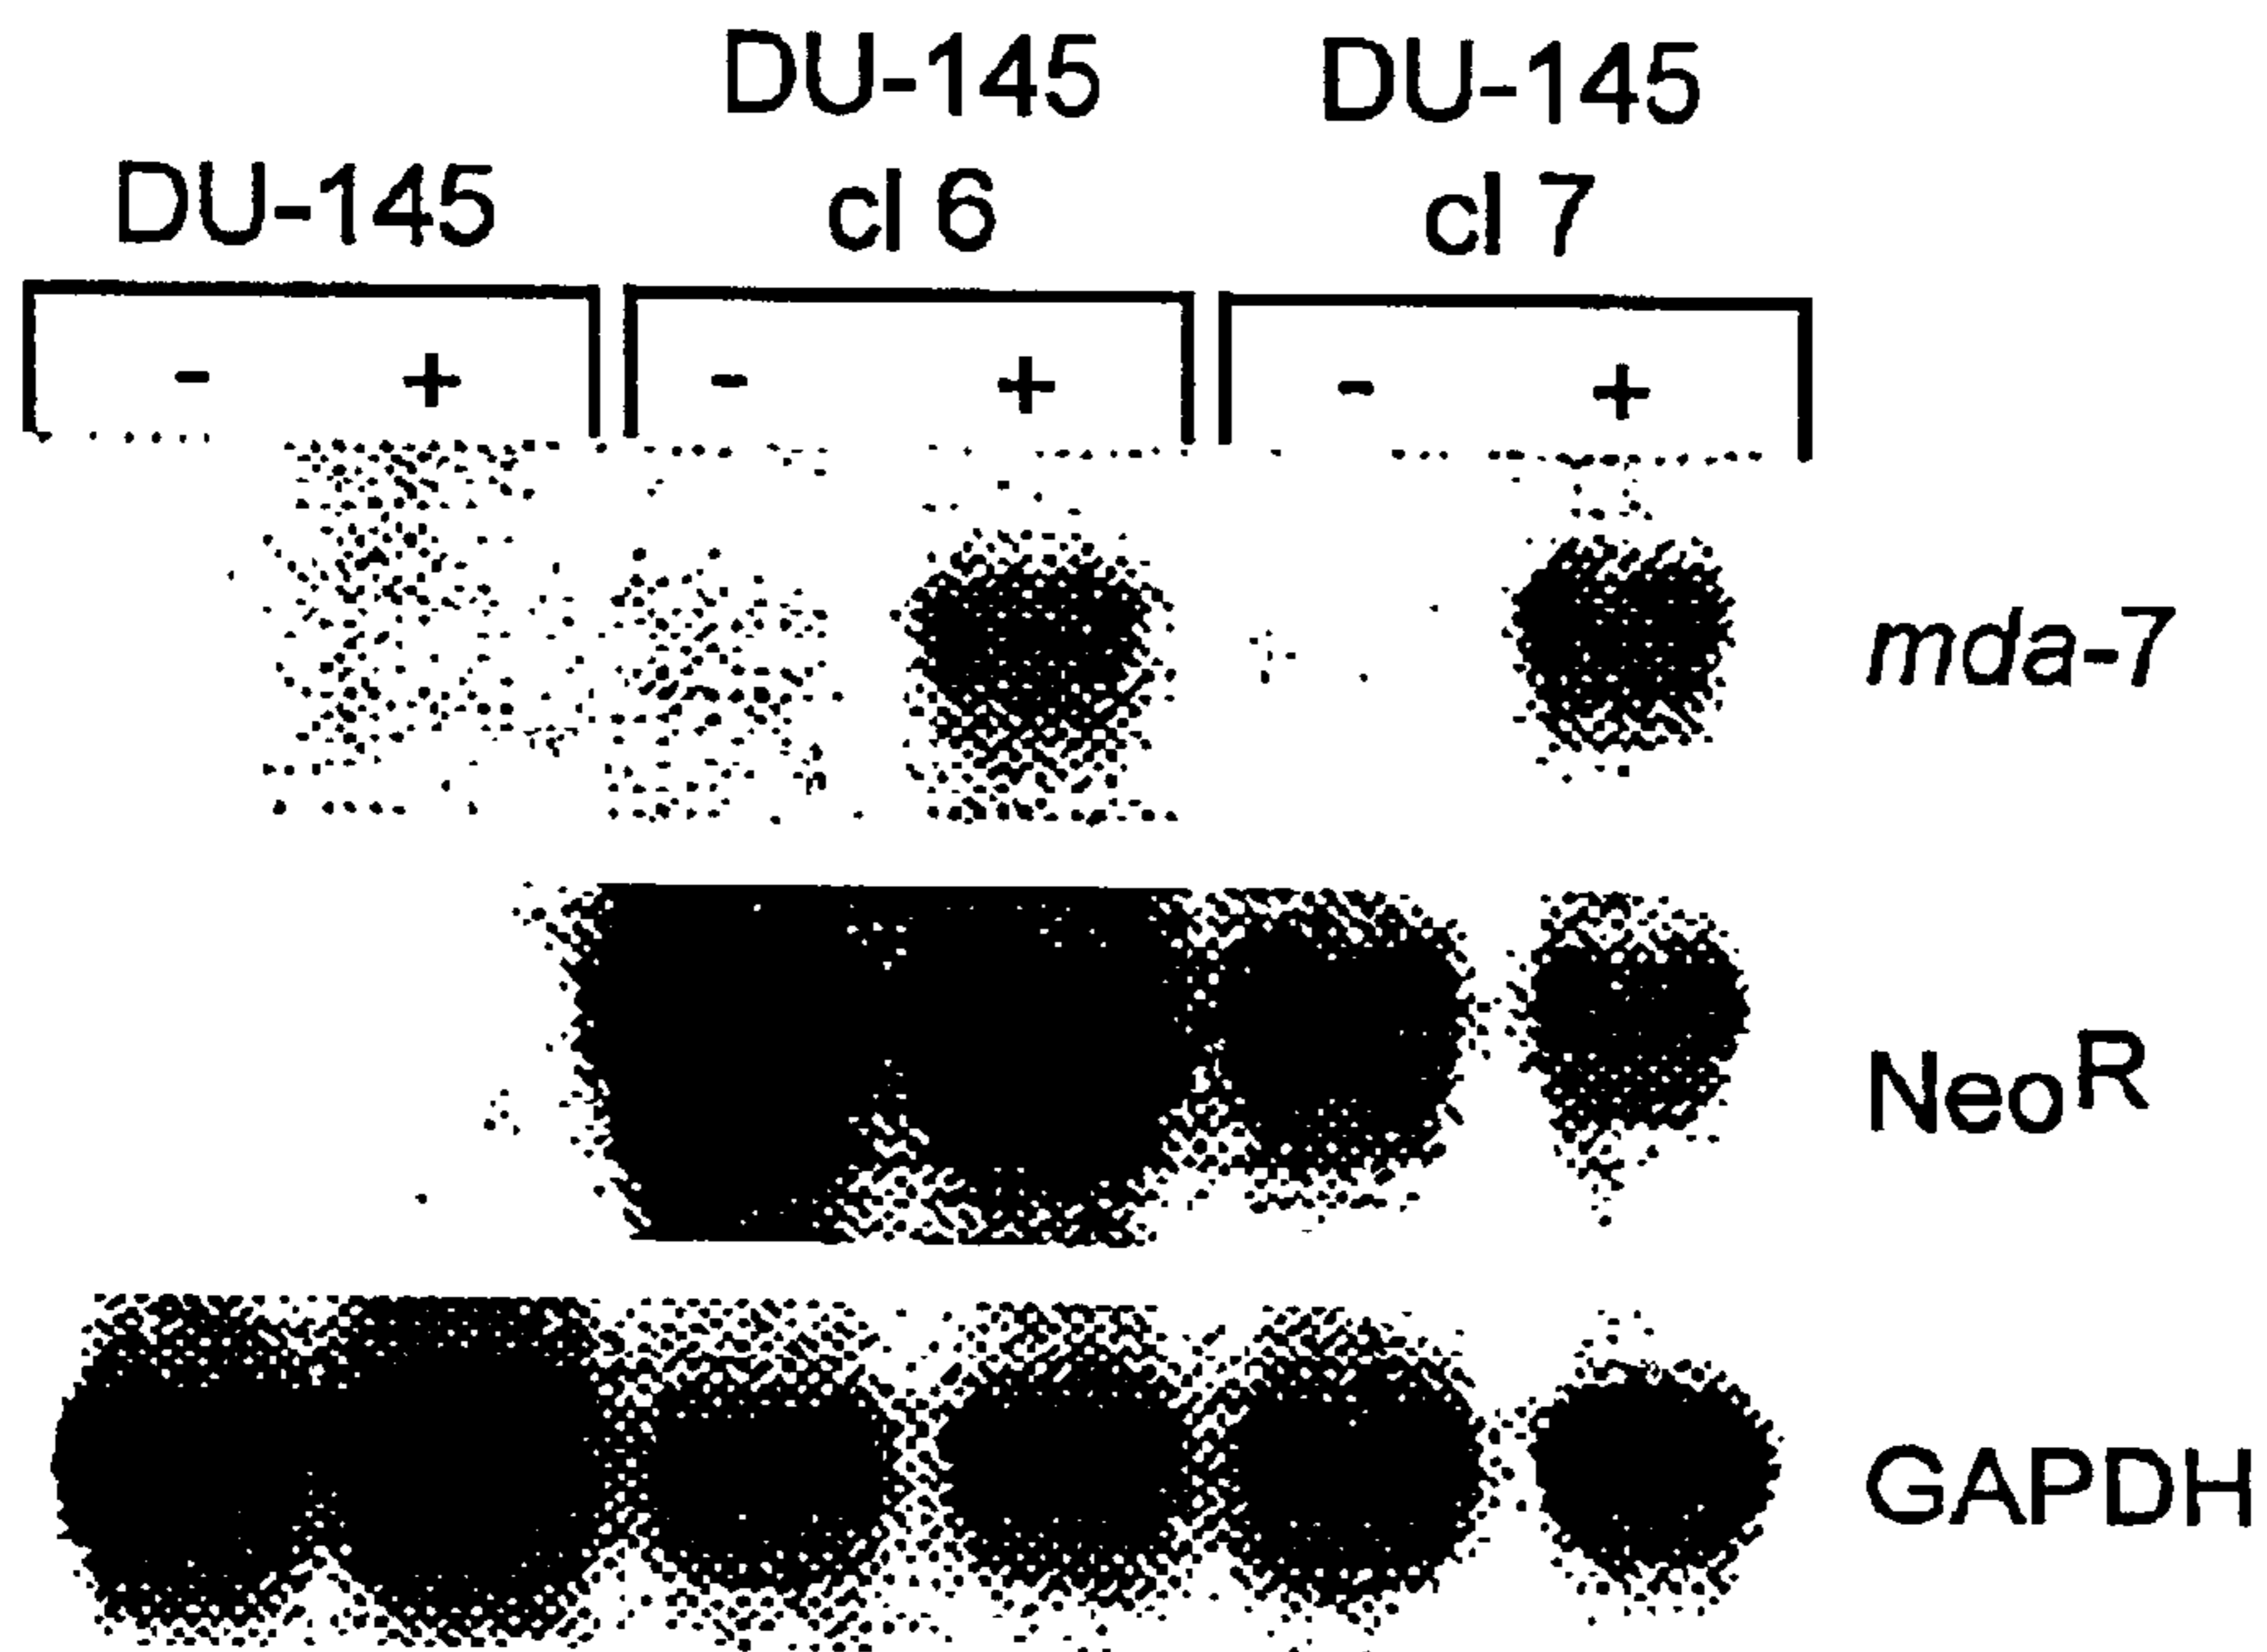 DU-145 DU-145
DU-145 cl 6 cl 7
- + - + - +
mda-7
NeoR
GAPDH